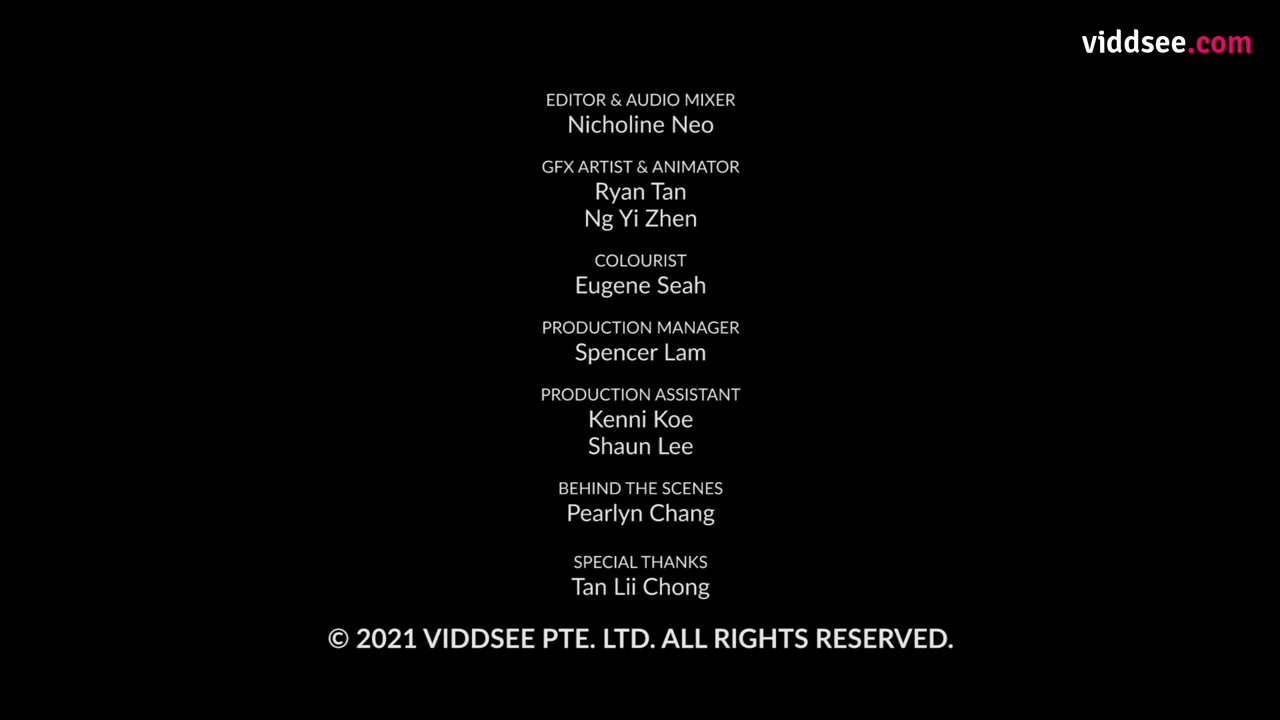 viddsee.com
EDITOR & AUDIO MIXER
Nicholine Neo
GFX ARTIST & ANIMATOR
Ryan Tan
Ng Yi Zhen
COLOURIST
Eugene Seah
PRODUCTION MANAGER
Spencer Lam
PRODUCTION ASSISTANT
Kenni Koe
Shaun Lee
BEHIND THE SCENES
Pearlyn Chang
SPECIAL THANKS
Tan Lii Chong
© 2021 VIDDSEE PTE. LTD. ALL RIGHTS RESERVED.